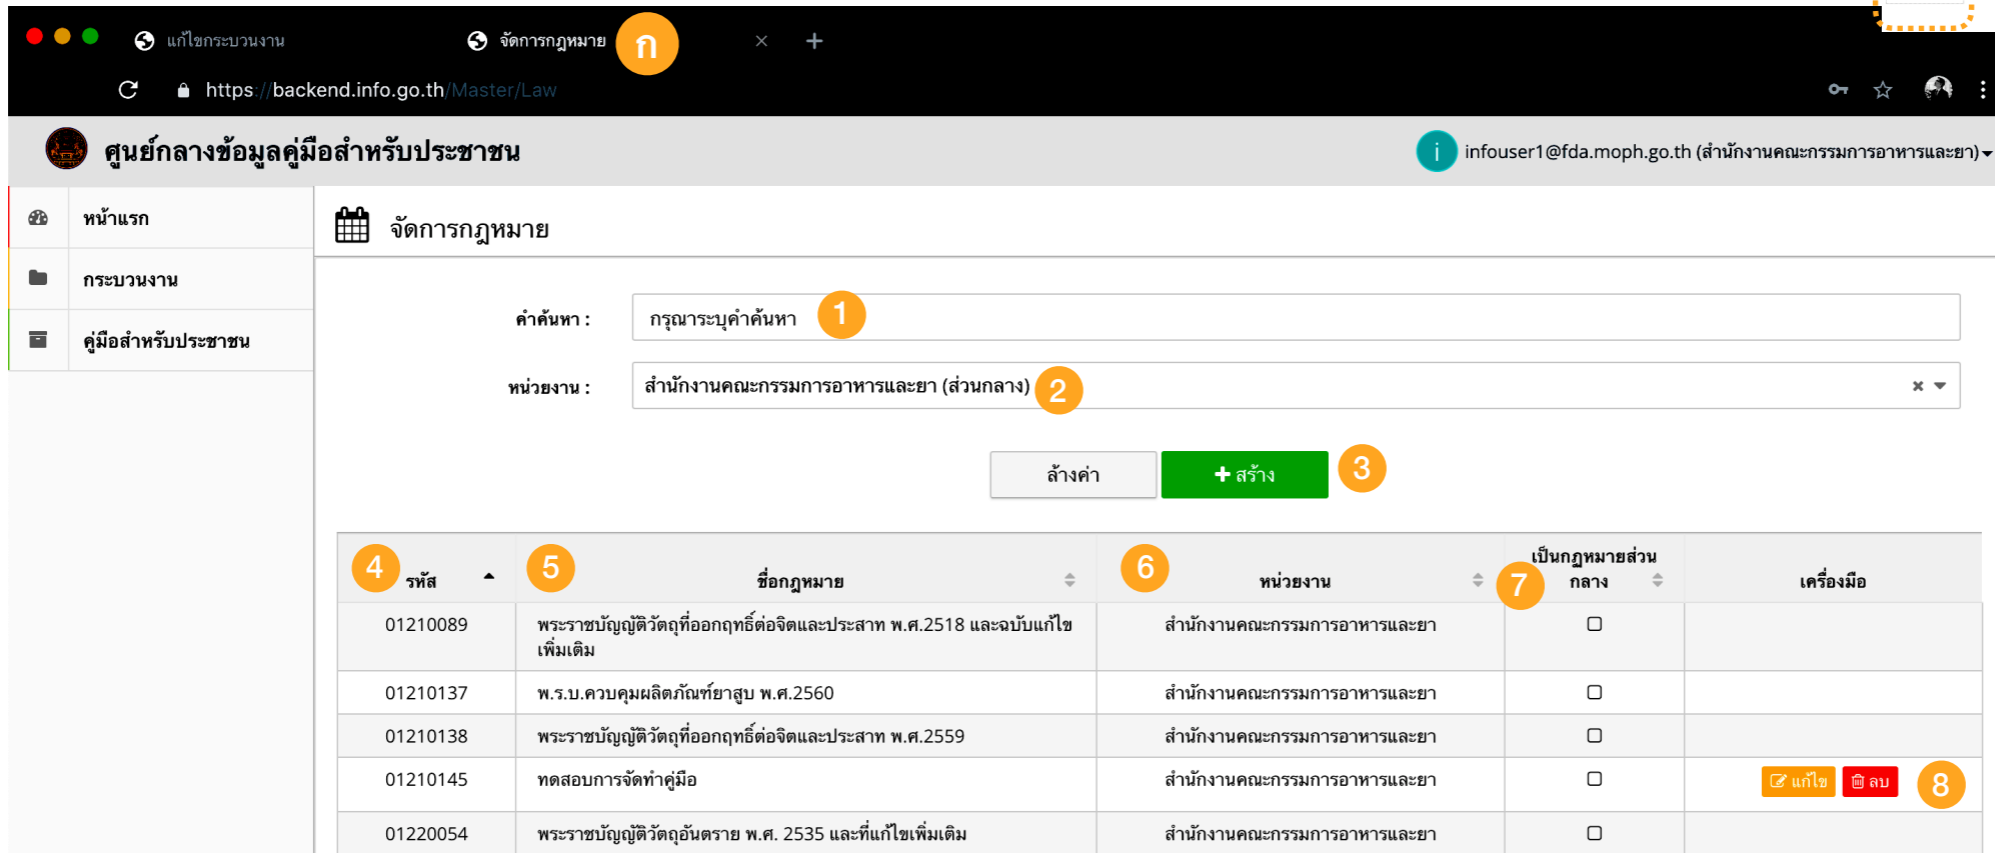 แก้ไขกระบวนงาน
จัดการกฎหมาย ก × +
https://backend.info.go.th/Master/Law
ศูนย์กลางข้อมูลคู่มือสำหรับประชาชน
i infouser1@fda.moph.go.th (สำนักงานคณะกรรมการอาหารและยา)
หน้าแรก
กระบวนงาน
คู่มือสำหรับประชาชน
จัดการกฎหมาย
คำค้นหา : กรุณาระบุคำค้นหา 1
หน่วยงาน : สำนักงานคณะกรรมการอาหารและยา (ส่วนกลาง) 2
ล้างค่า + สร้าง 3
4 รหัส 5 ชื่อกฎหมาย 6 หน่วยงาน 7 เป็นกฎหมายส่วน
กลาง เครื่องมือ
01210089 พระราชบัญญัติวัตถุที่ออกฤทธิ์ต่อจิตและประสาท พ.ศ.2518 และฉบับแก้ไข สำนักงานคณะกรรมการอาหารและยา
เพิ่มเติม
01210137 พ.ร.บ.ควบคุมผลิตภัณฑ์ยาสูบ พ.ศ.2560 สำนักงานคณะกรรมการอาหารและยา
01210138 พระราชบัญญัติวัตถุที่ออกฤทธิ์ต่อจิตและประสาท พ.ศ.2559 สำนักงานคณะกรรมการอาหารและยา
01210145 ทดสอบการจัดทำคู่มือ สำนักงานคณะกรรมการอาหารและยา แก้ไข ลบ 8
01220054 พระราชบัญญัติวัตถุอันตราย พ.ศ. 2535 และที่แก้ไขเพิ่มเติม สำนักงานคณะกรรมการอาหารและยา